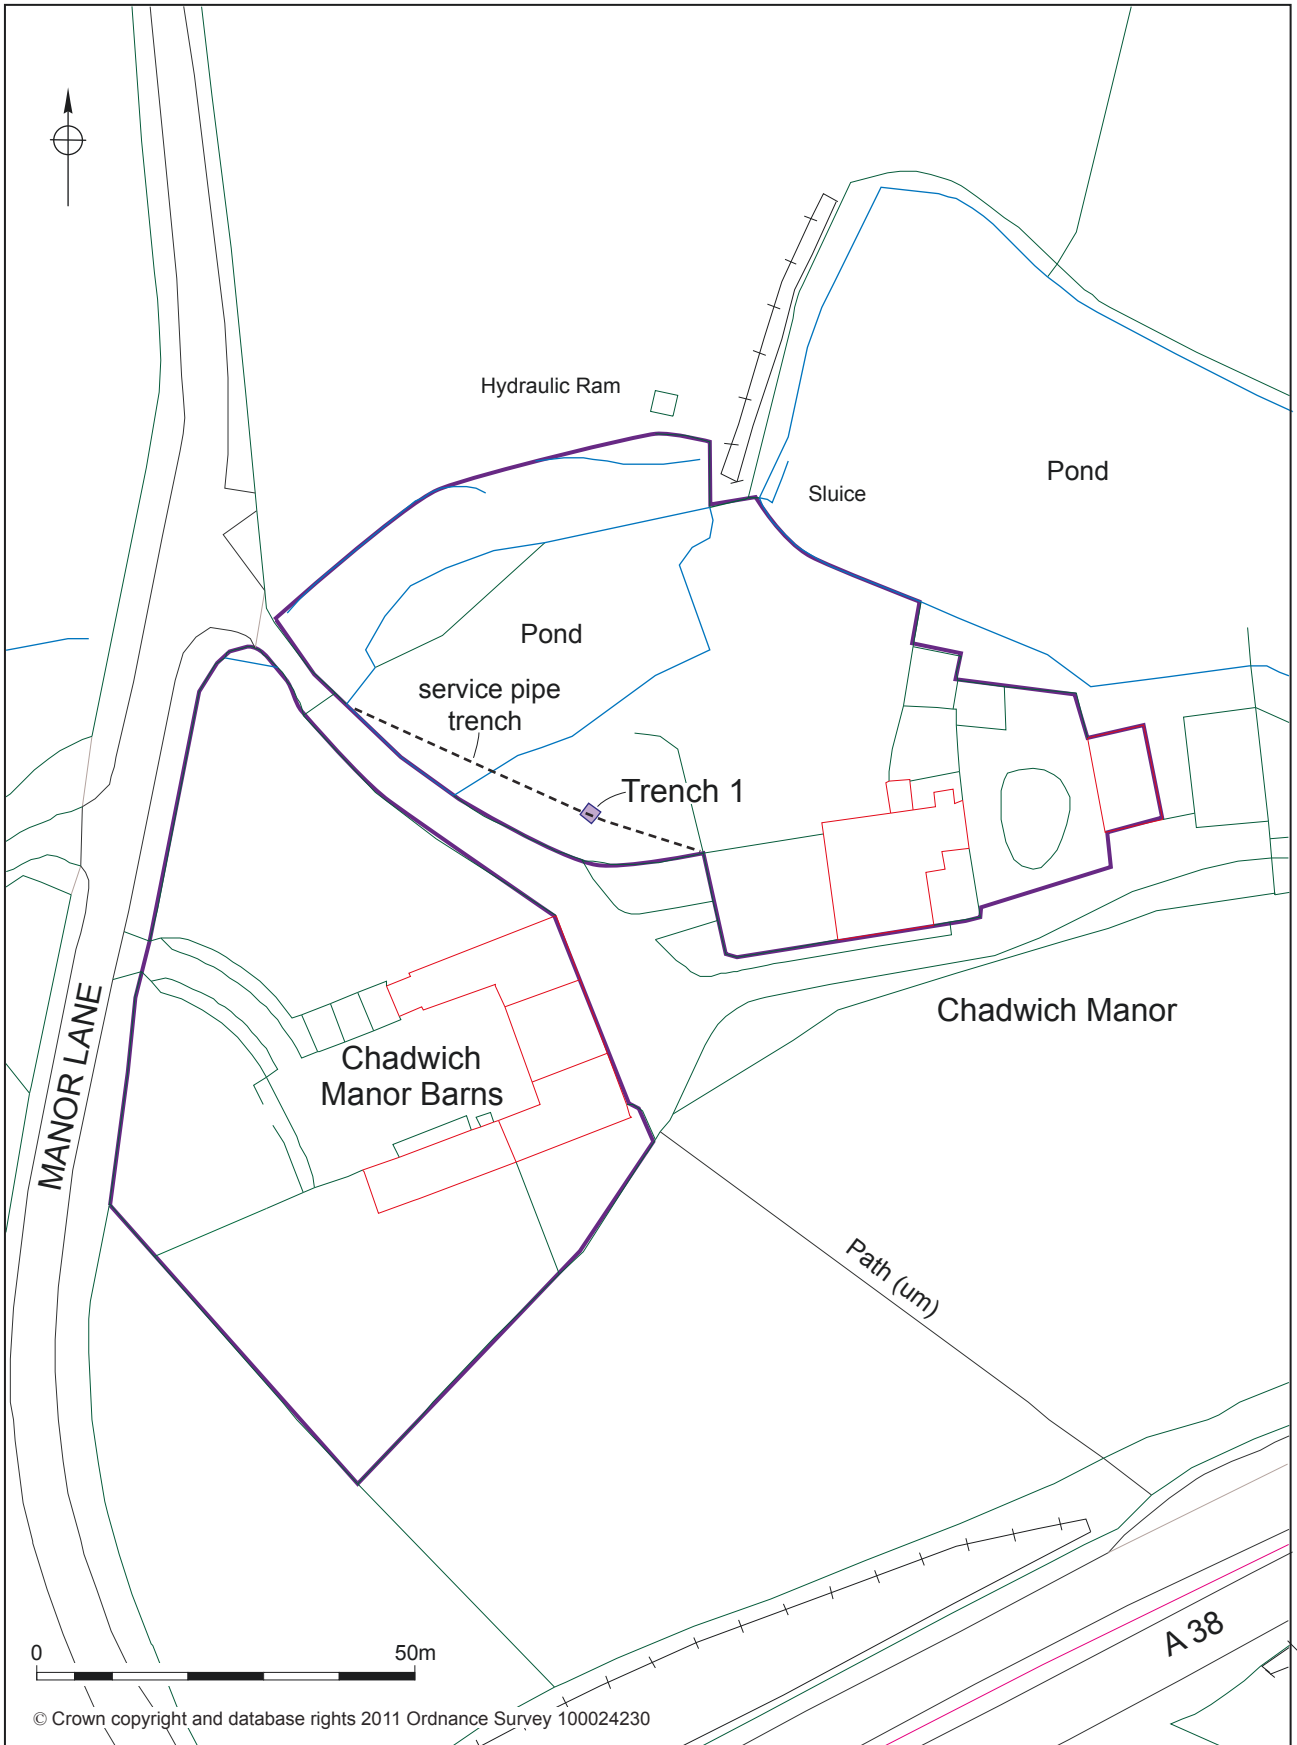 Hydraulic Ram
Pond
Sluice
Pond
service pipe
trench
Trench 1
Chadwich Manor
Chadwich
Manor Barns
MANOR LANE
Path (um)
A 38
0 50m
© Crown copyright and database rights 2011 Ordnance Survey 100024230